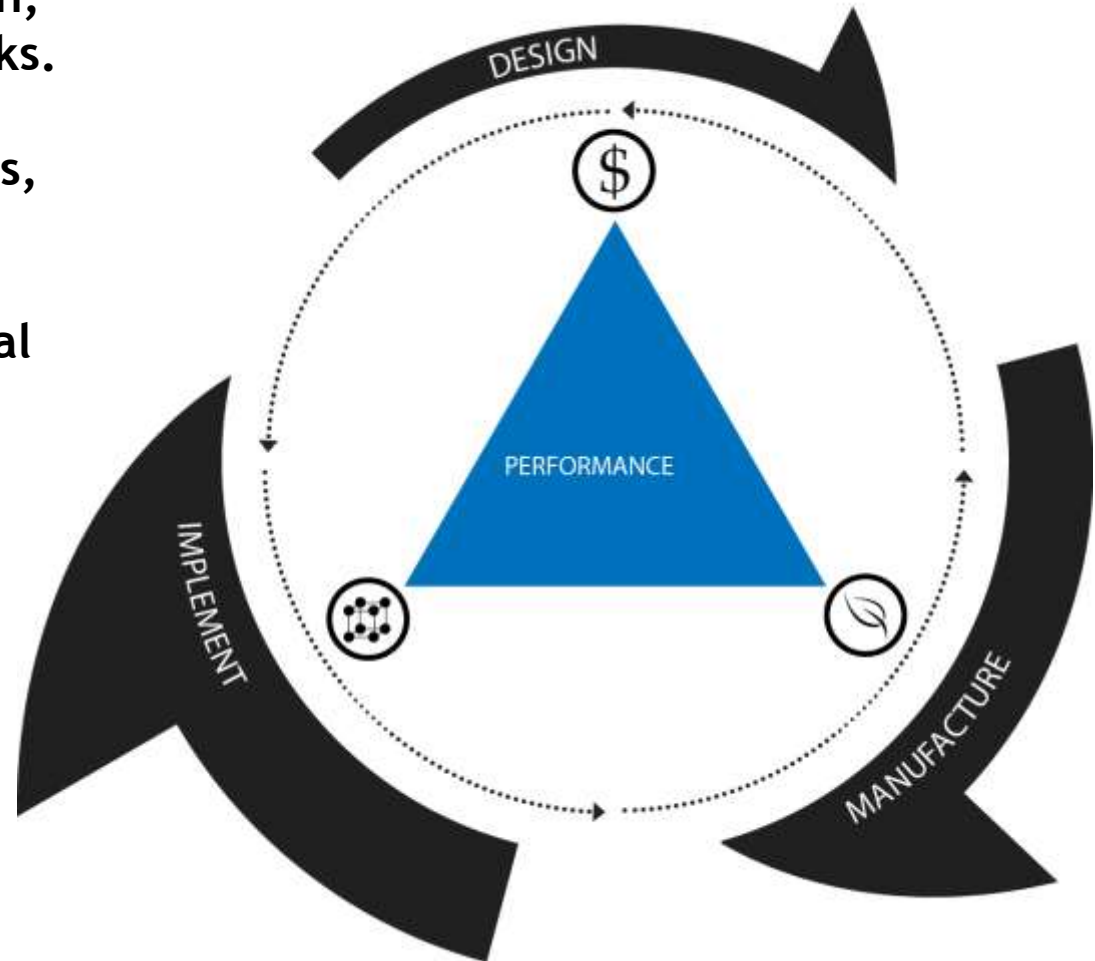 ks.
s,
al
DESIGN
$
PERFORMANCE
IMPLEMENT
MANUFACTURE